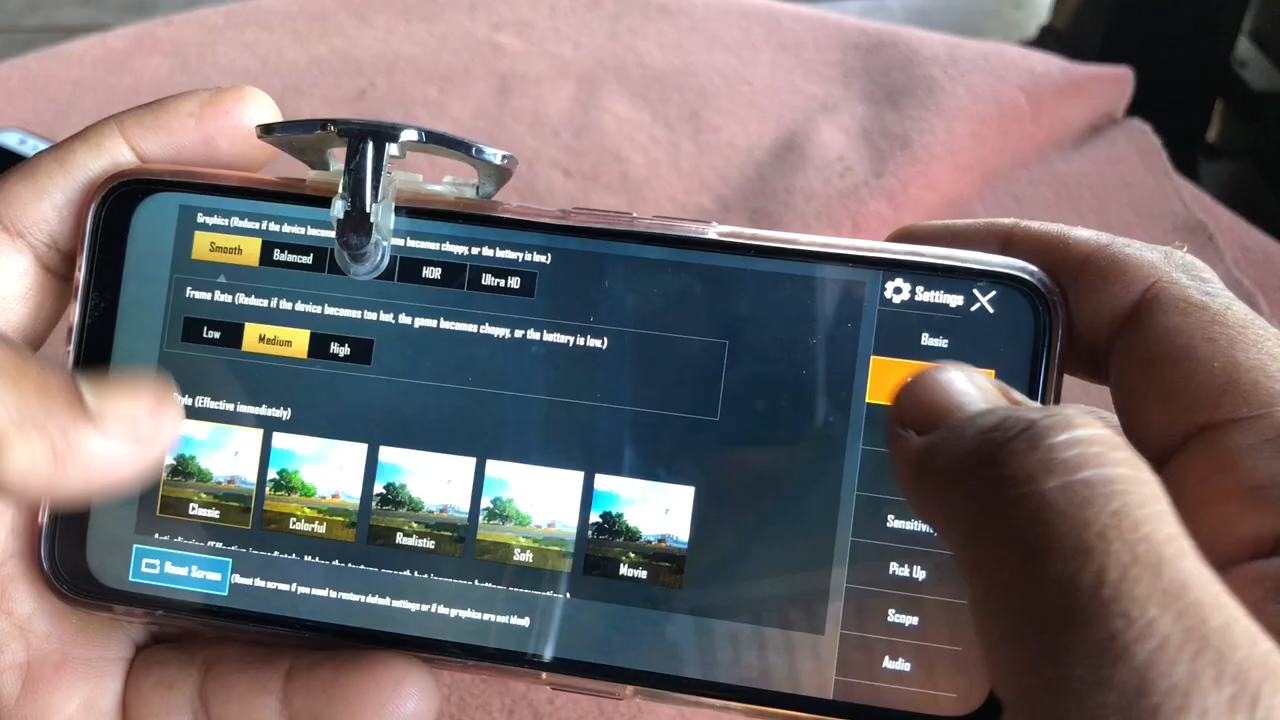 Graphics (Reduce if the device becom me becomes choppy, or the battery is low.)
Smooth Balanced HDR Ultra HD
Frame Rate (Reduce if the device becomes too hot, the game becomes choppy, or the battery is low.)
Low Medium High
Style (Effective immediately)
Classic Colorful Realistic Soft Movie
Reset Screen (Reset the screen if you need to restore default settings or if the graphics are not ideal)
Settings
Basic
Sensitivi
Pick Up
Scope
Audio